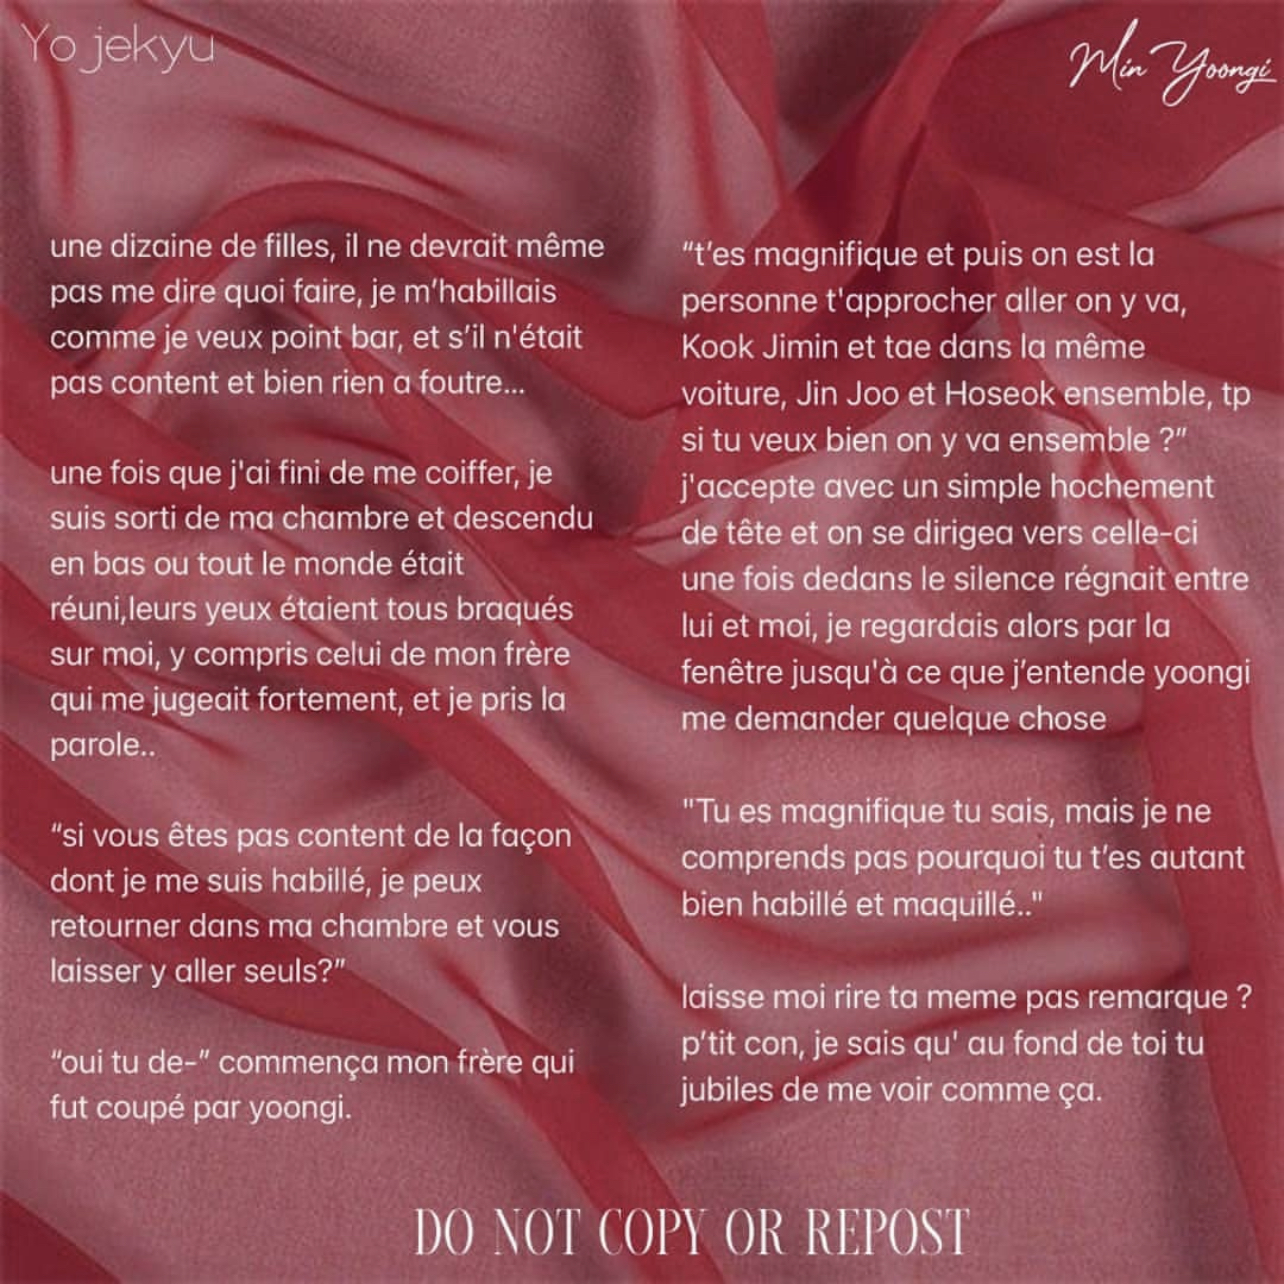 Yo jekyu
Min Yoongi
une dizaine de filles, il ne devrait même
pas me dire quoi faire, je m’habillais
comme je veux point bar, et s’il n'était
pas content et bien rien a foutre...
une fois que j'ai fini de me coiffer, je
suis sorti de ma chambre et descendu
en bas ou tout le monde était
réuni,leurs yeux étaient tous braqués
sur moi, y compris celui de mon frère
qui me jugeait fortement, et je pris la
parole..
“si vous êtes pas content de la façon
dont je me suis habillé, je peux
retourner dans ma chambre et vous
laisser y aller seuls?”
“oui tu de-” commença mon frère qui
fut coupé par yoongi.
“t’es magnifique et puis on est la
personne t'approcher aller on y va,
Kook Jimin et tae dans la même
voiture, Jin Joo et Hoseok ensemble, tp
si tu veux bien on y va ensemble ?”
j'accepte avec un simple hochement
de tête et on se dirigea vers celle-ci
une fois dedans le silence régnait entre
lui et moi, je regardais alors par la
fenêtre jusqu'à ce que j’entende yoongi
me demander quelque chose
"Tu es magnifique tu sais, mais je ne
comprends pas pourquoi tu t’es autant
bien habillé et maquillé.."
laisse moi rire ta meme pas remarque ?
p’tit con, je sais qu' au fond de toi tu
jubiles de me voir comme ça.
DO NOT COPY OR REPOST